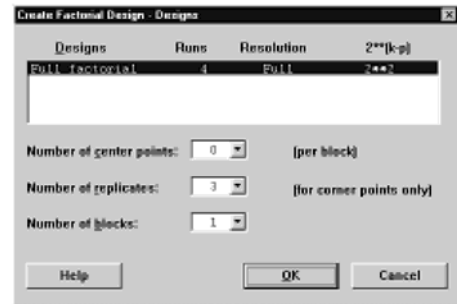 Create Factorial Design - Designs
Designs Runs Resolution 2**(k-p)
Full factorial 4 Full 2**2
Number of center points: 0 (per block)
Number of replicates: 3 (for corner points only)
Number of blocks: 1
Help OK Cancel